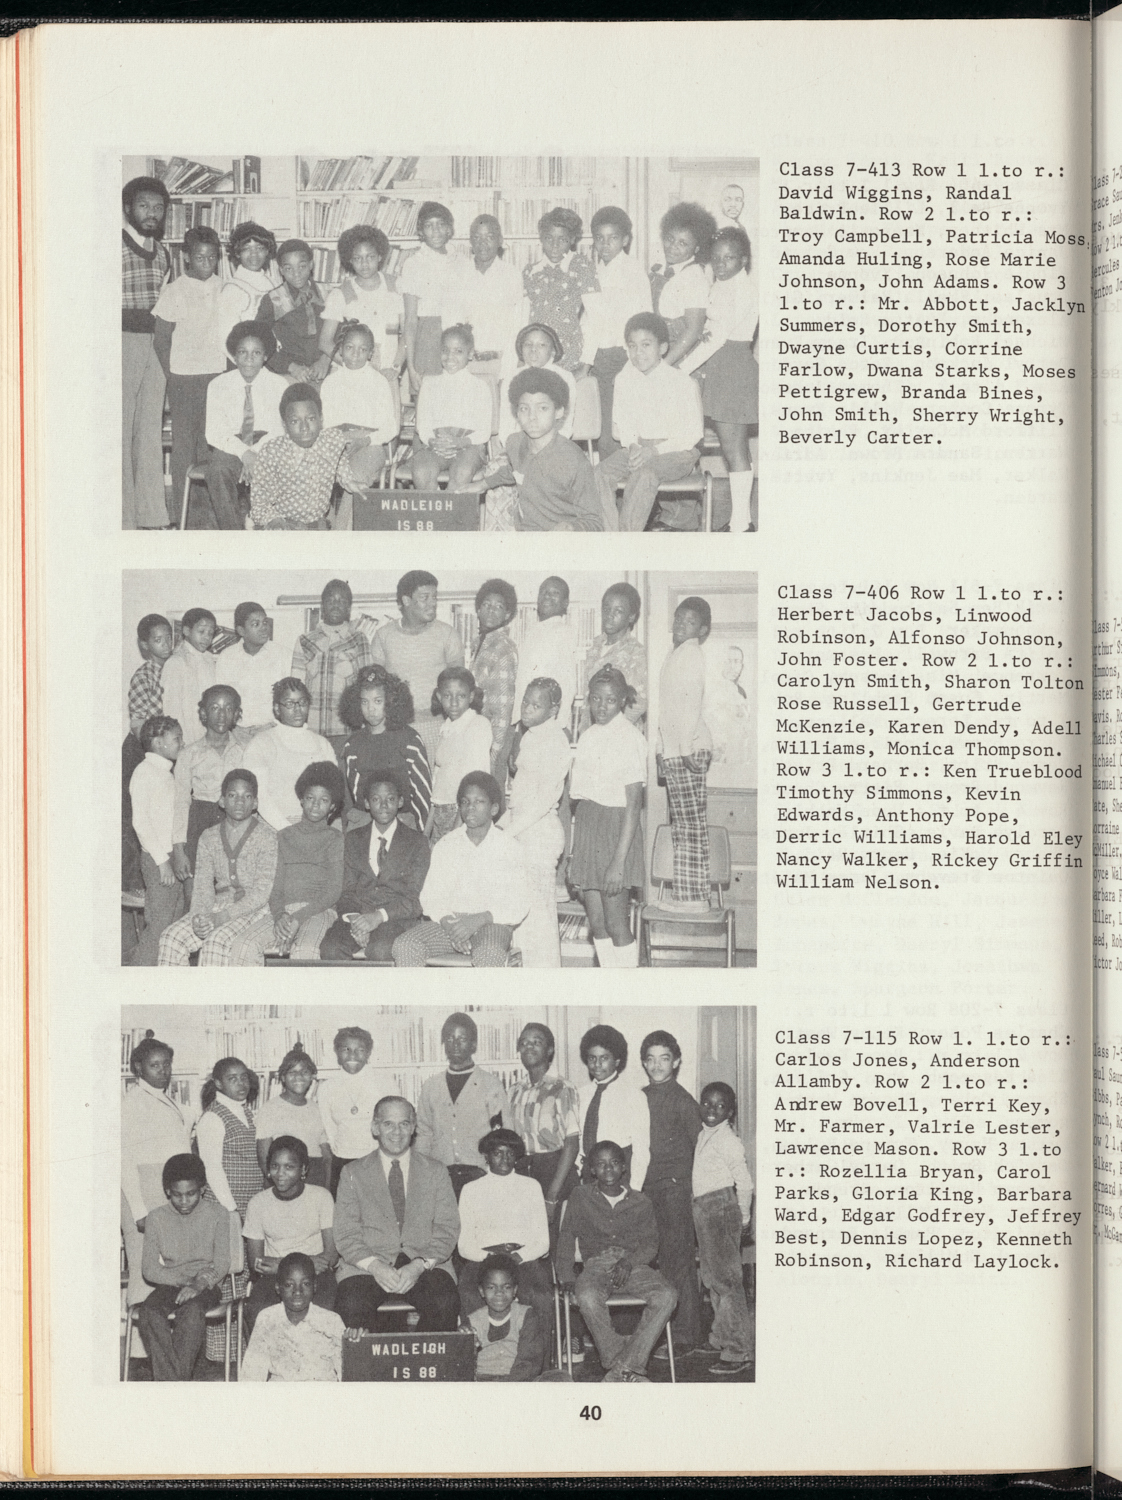 Class 7-413 Row 1 l.to r.:
David Wiggins, Randal
Baldwin. Row 2 l.to r.:
Troy Campbell, Patricia Moss,
Amanda Huling, Rose Marie
Johnson, John Adams. Row 3
l.to r.: Mr. Abbott, Jacklyn
Summers, Dorothy Smith,
Dwayne Curtis, Corrine
Farlow, Dwana Starks, Moses
Pettigrew, Branda Bines,
John Smith, Sherry Wright,
Beverly Carter.
WADLEIGH
IS 88
Class 7-406 Row 1 l.to r.:
Herbert Jacobs, Linwood
Robinson, Alfonso Johnson,
John Foster. Row 2 l.to r.:
Carolyn Smith, Sharon Tolton
Rose Russell, Gertrude
McKenzie, Karen Dendy, Adell
Williams, Monica Thompson.
Row 3 l.to r.: Ken Trueblood
Timothy Simmons, Kevin
Edwards, Anthony Pope,
Derric Williams, Harold Eley
Nancy Walker, Rickey Griffin
William Nelson.
Class 7-115 Row 1. l.to r.:
Carlos Jones, Anderson
Allamby. Row 2 l.to r.:
Andrew Bovell, Terri Key,
Mr. Farmer, Valrie Lester,
Lawrence Mason. Row 3 l.to
r.: Rozellia Bryan, Carol
Parks, Gloria King, Barbara
Ward, Edgar Godfrey, Jeffrey
Best, Dennis Lopez, Kenneth
Robinson, Richard Laylock.
WADLEIGH
IS 88
40